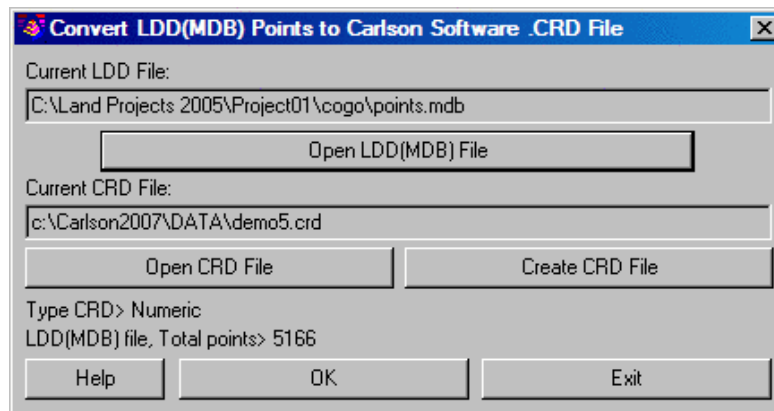 Convert LDD(MDB) Points to Carlson Software .CRD File
Current LDD File:
C:\Land Projects 2005\Project01\cogo\points.mdb
Open LDD(MDB) File
Current CRD File:
c:\Carlson2007\DATA\demo5.crd
Open CRD File Create CRD File
Type CRD> Numeric
LDD(MDB) file, Total points> 5166
Help OK Exit